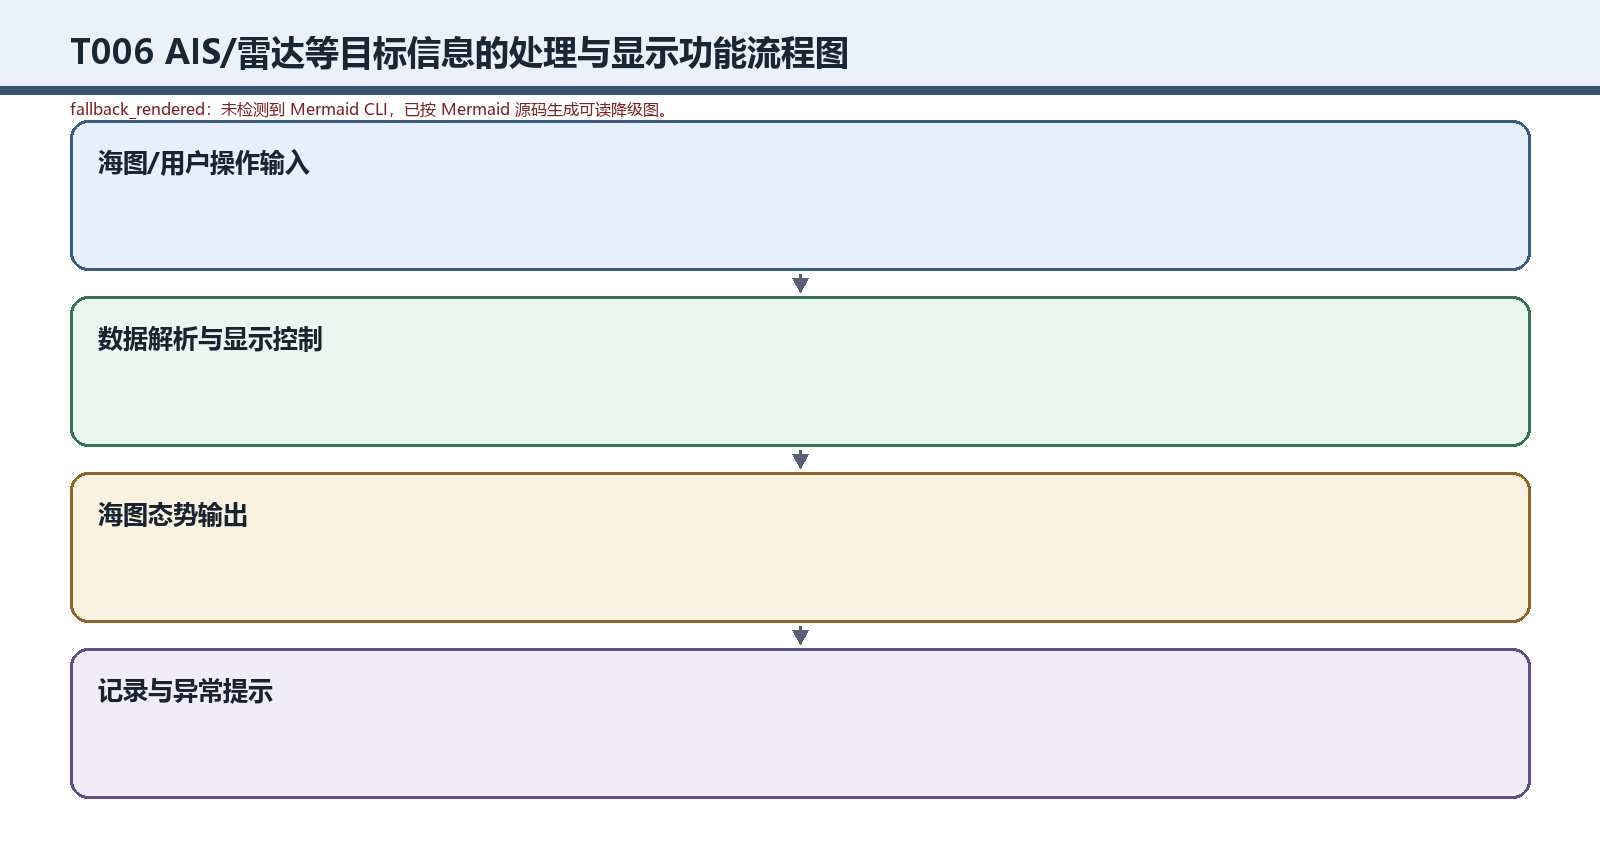 T006 AIS/雷达等目标信息的处理与显示功能流程图
fallback_rendered：未检测到 Mermaid CLI，已按 Mermaid 源码生成可读降级图。
海图/用户操作输入
数据解析与显示控制
海图态势输出
记录与异常提示